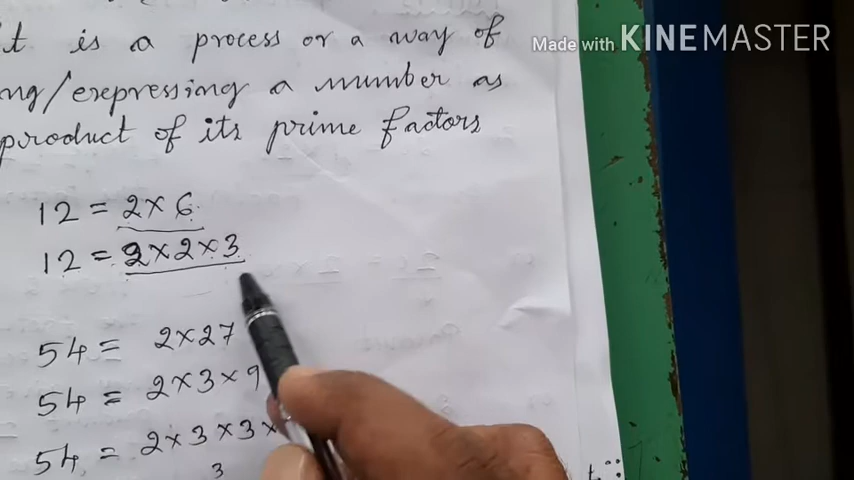 Made with KINEMASTER
it is a process or a way of
ng/expressing a number as
product of its prime factors
12 = 2×6
12 = 2×2×3
54 = 2×27
54 = 2×3×9
54 = 2×3×3×
3